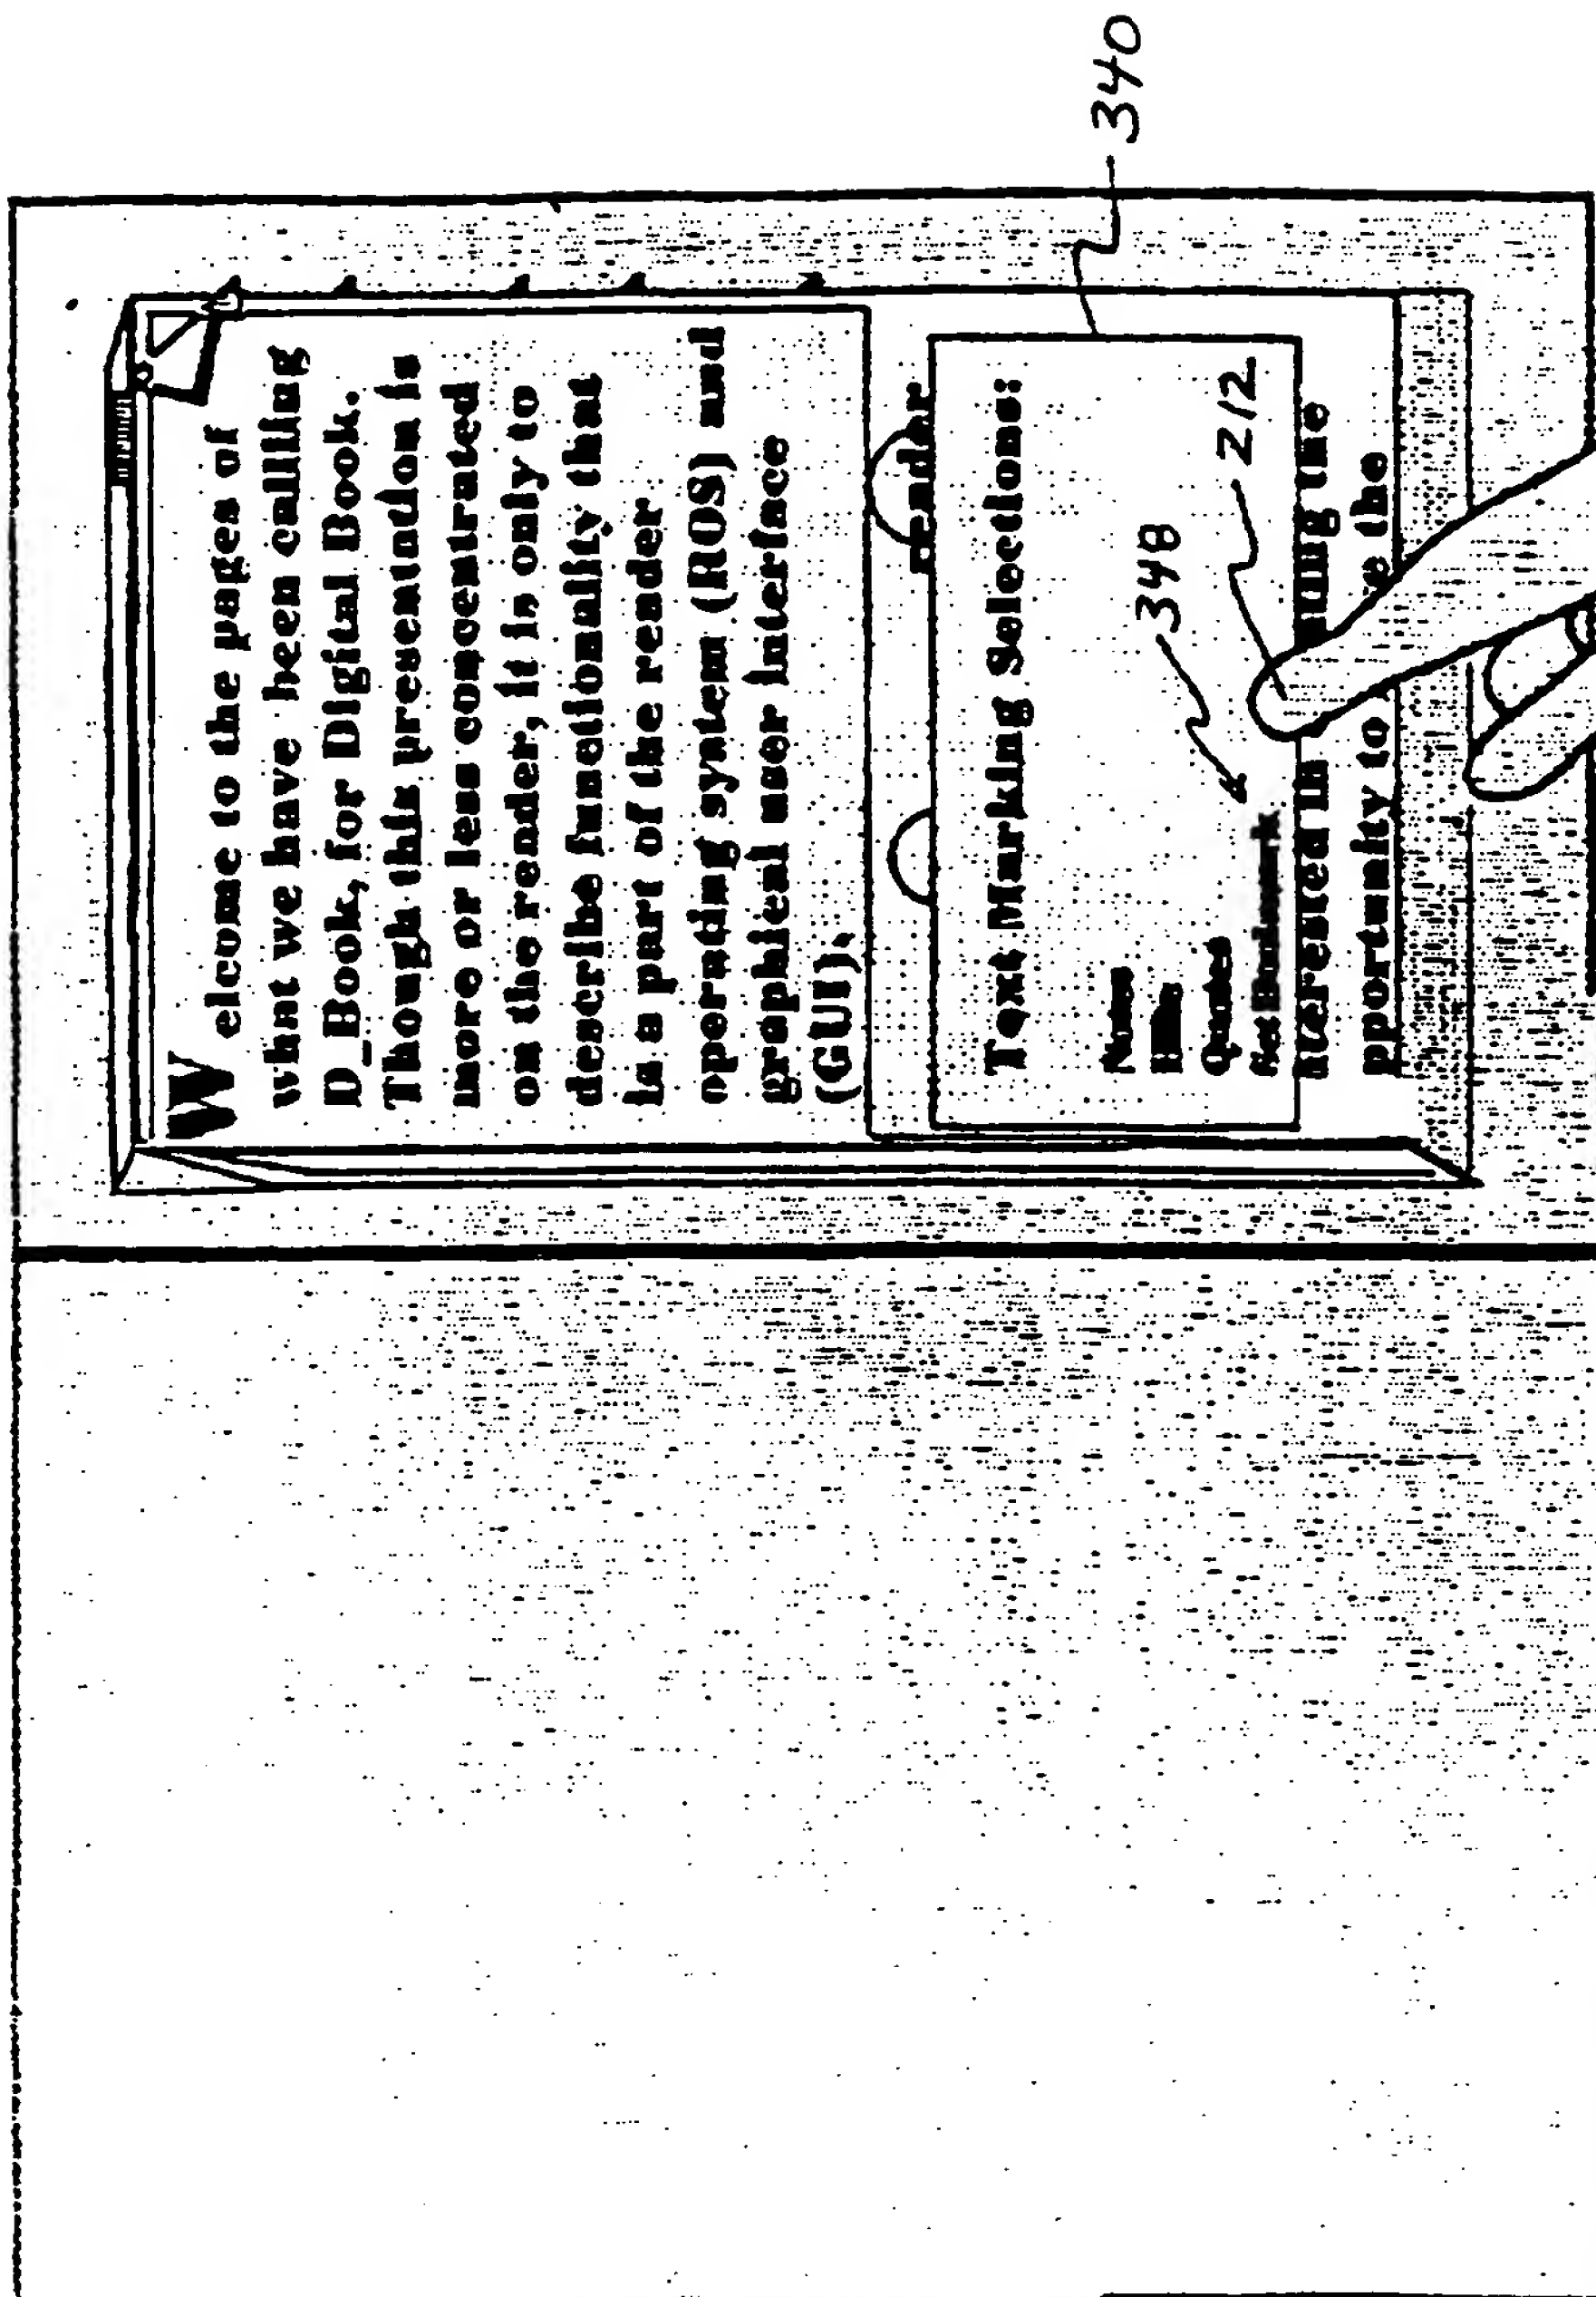 Welcome to the pages of
what we have been calling
D_Book, for Digital Book.
Though this presentation is
more or less concentrated
on the reader, it is only to
describe functionality that
is a part of the reader
operating system (ROS) and
graphical user interface
(GUI).
eader
Text Marking Selections:
Notes
Quotes
Set Bookmark
nterested in
the
pportunity to
the
340
348
212